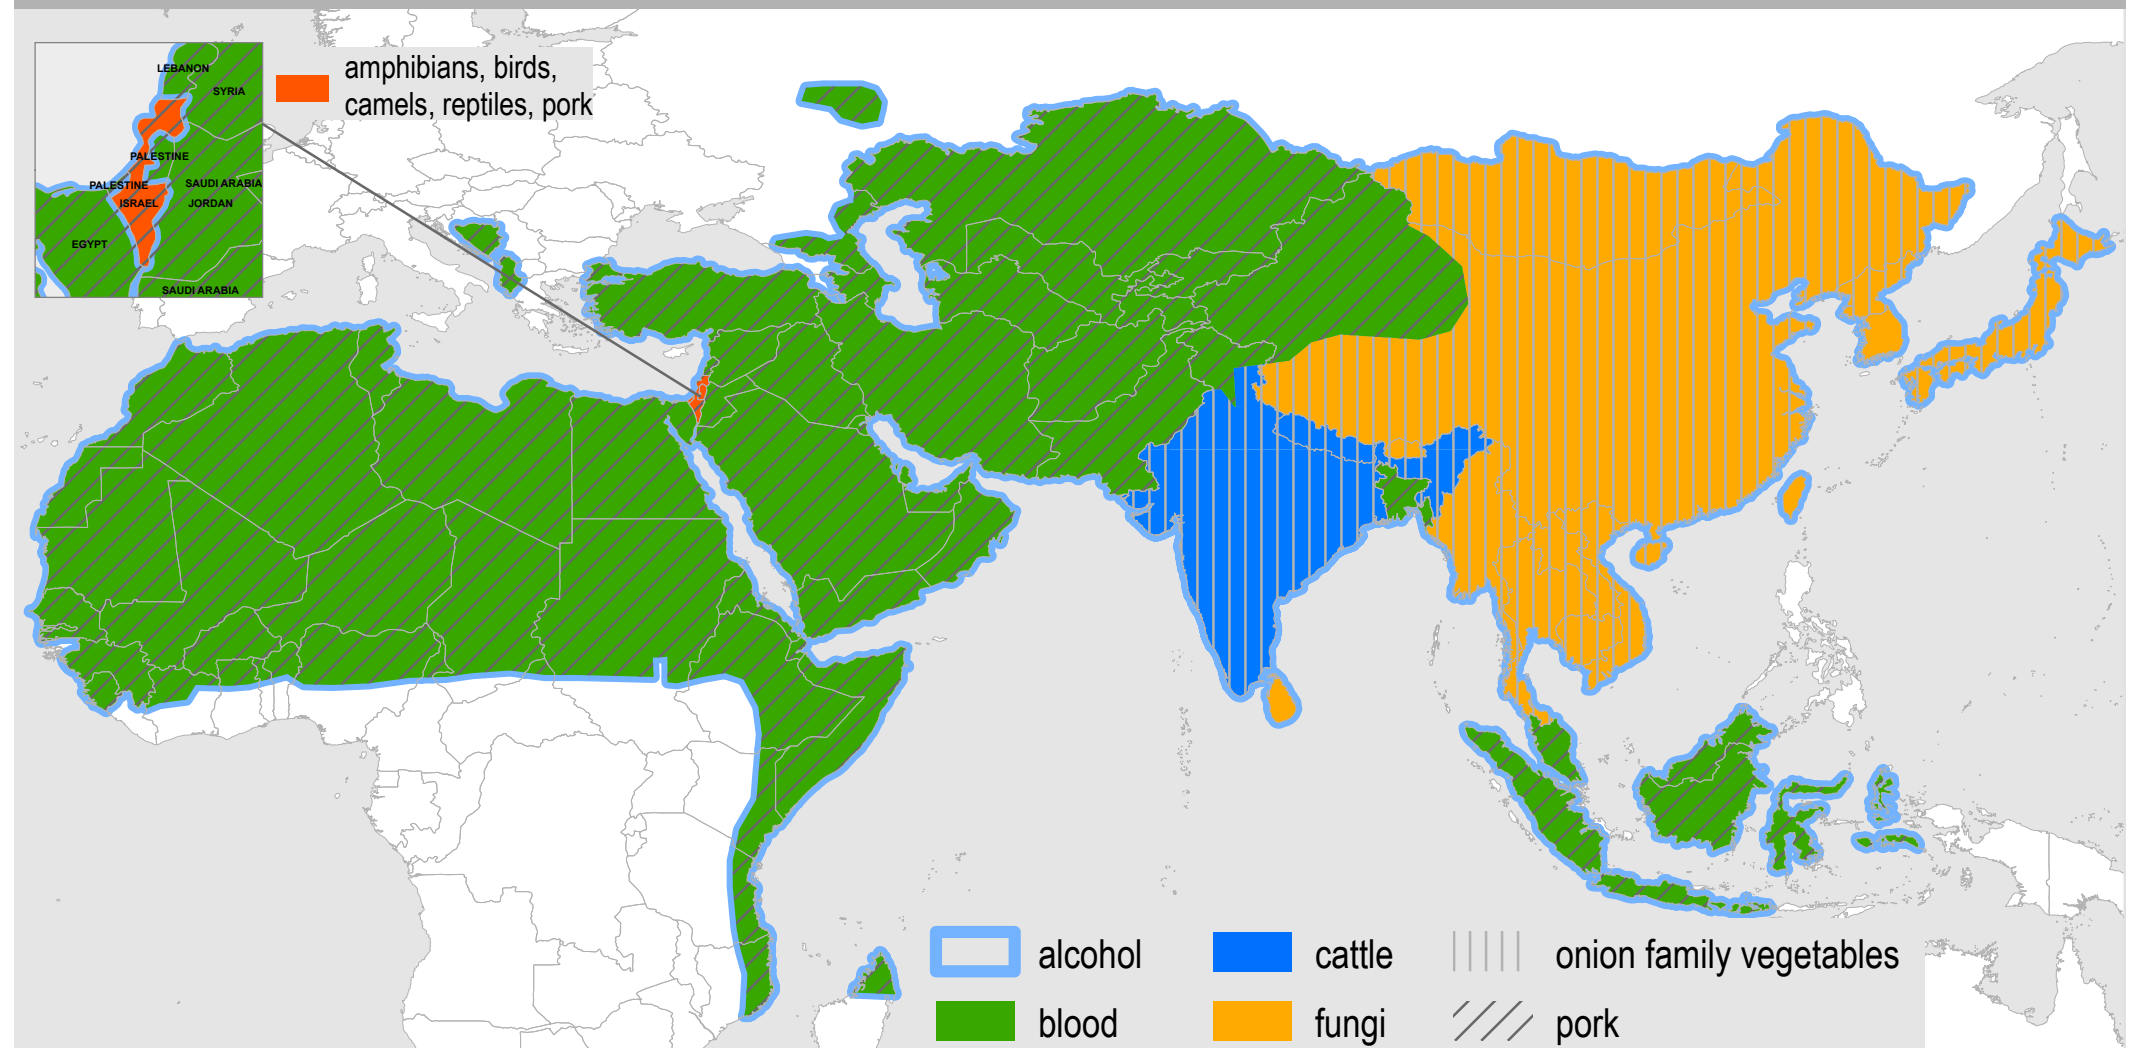 LEBANON
SYRIA
PALESTINE
PALESTINE
SAUDI ARABIA
ISRAEL
JORDAN
EGYPT
SAUDI ARABIA
amphibians, birds,
camels, reptiles, pork
alcohol
cattle
onion family vegetables
blood
fungi
pork